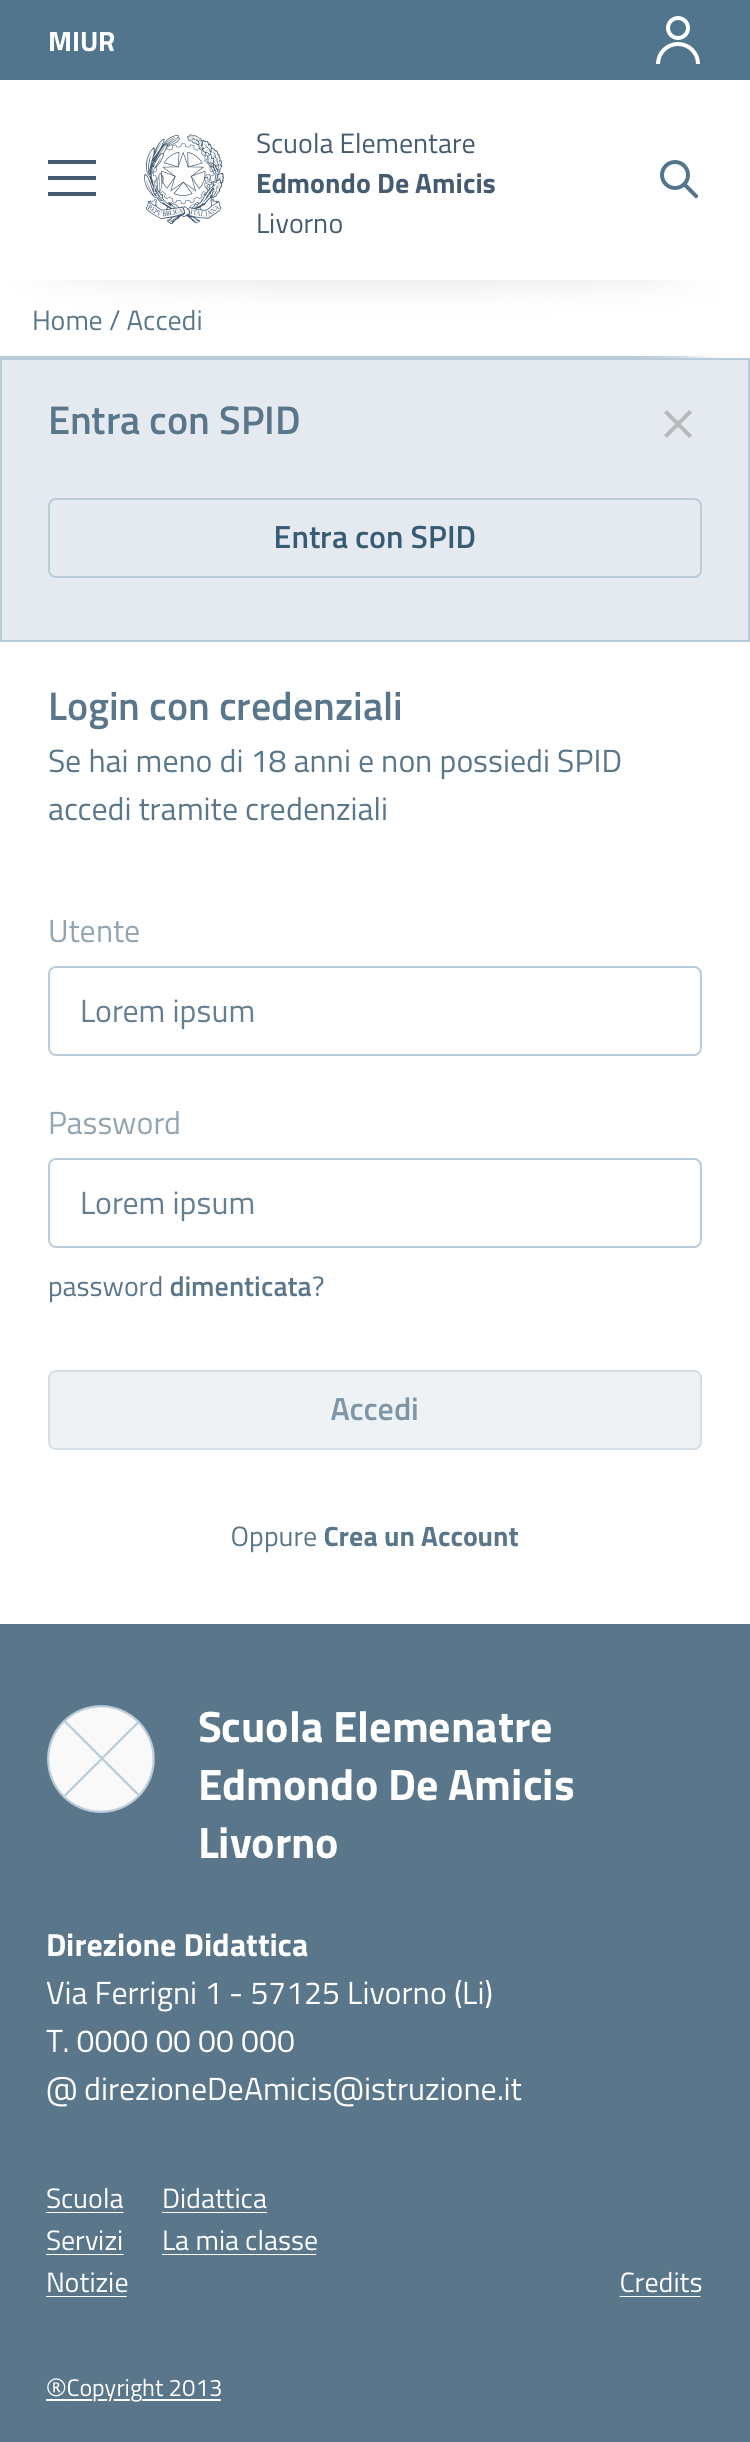 MIUR
Scuola Elementare
Edmondo De Amicis
Livorno
REPVBBLICA ITALIANA
Home / Accedi
Entra con SPID
Entra con SPID
Login con credenziali
Se hai meno di 18 anni e non possiedi SPID
accedi tramite credenziali
Utente
Lorem ipsum
Password
Lorem ipsum
password dimenticata?
Accedi
Oppure Crea un Account
Scuola Elemenatre
Edmondo De Amicis
Livorno
Direzione Didattica
Via Ferrigni 1 - 57125 Livorno (Li)
T. 0000 00 00 000
@ direzioneDeAmicis@istruzione.it
Scuola Didattica
Servizi La mia classe
Notizie Credits
®Copyright 2013